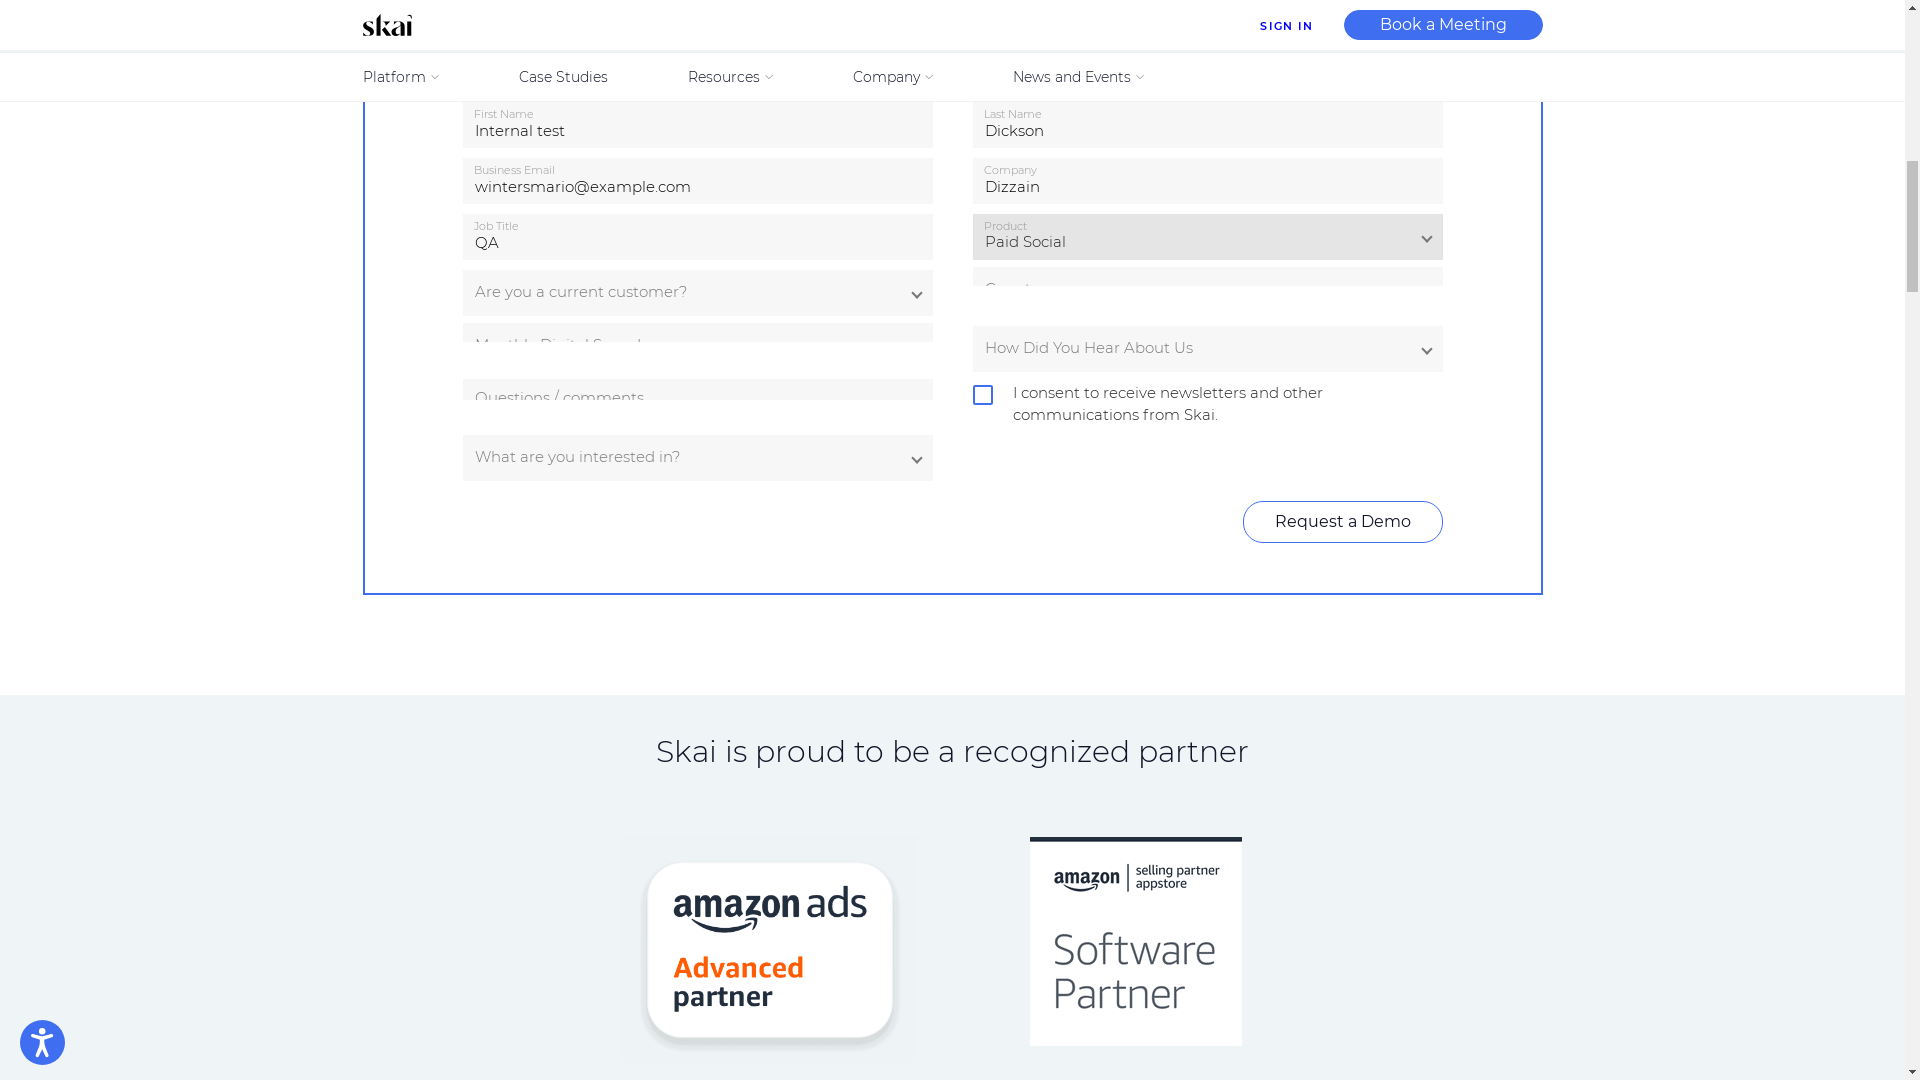 skai
SIGN IN
Book a Meeting
Platform
Case Studies
Resources
Company
News and Events
First Name
Internal test
Last Name
Dickson
Business Email
wintersmario@example.com
Company
Dizzain
Job Title
QA
Product
Paid Social
Are you a current customer?
How Did You Hear About Us
Questions / comments
I consent to receive newsletters and other
communications from Skai.
What are you interested in?
Request a Demo
Skai is proud to be a recognized partner
amazon ads
Advanced
partner
amazon | selling partner
appstore
Software
Partner